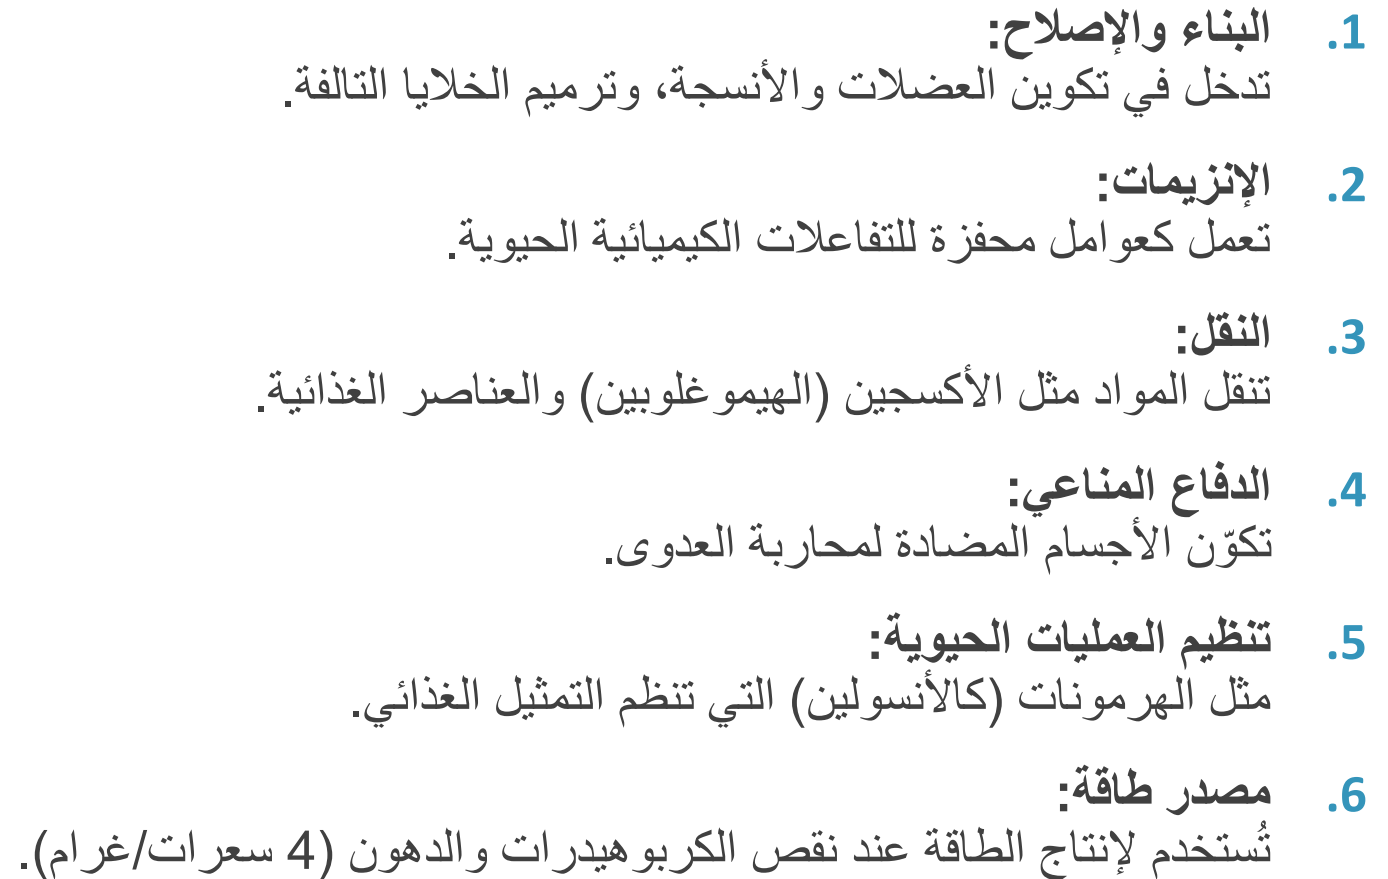 1. البناء والإصلاح:
تدخل في تكوين العضلات والأنسجة، وترميم الخلايا التالفة.
2. الإنزيمات:
تعمل كعوامل محفزة للتفاعلات الكيميائية الحيوية.
3. النقل:
تنقل المواد مثل الأكسجين (الهيموغلوبين) والعناصر الغذائية.
4. الدفاع المناعي:
تكوّن الأجسام المضادة لمحاربة العدوى.
5. تنظيم العمليات الحيوية:
مثل الهرمونات (كالأنسولين) التي تنظم التمثيل الغذائي.
6. مصدر طاقة:
تُستخدم لإنتاج الطاقة عند نقص الكربوهيدرات والدهون (4 سعرات/غرام).